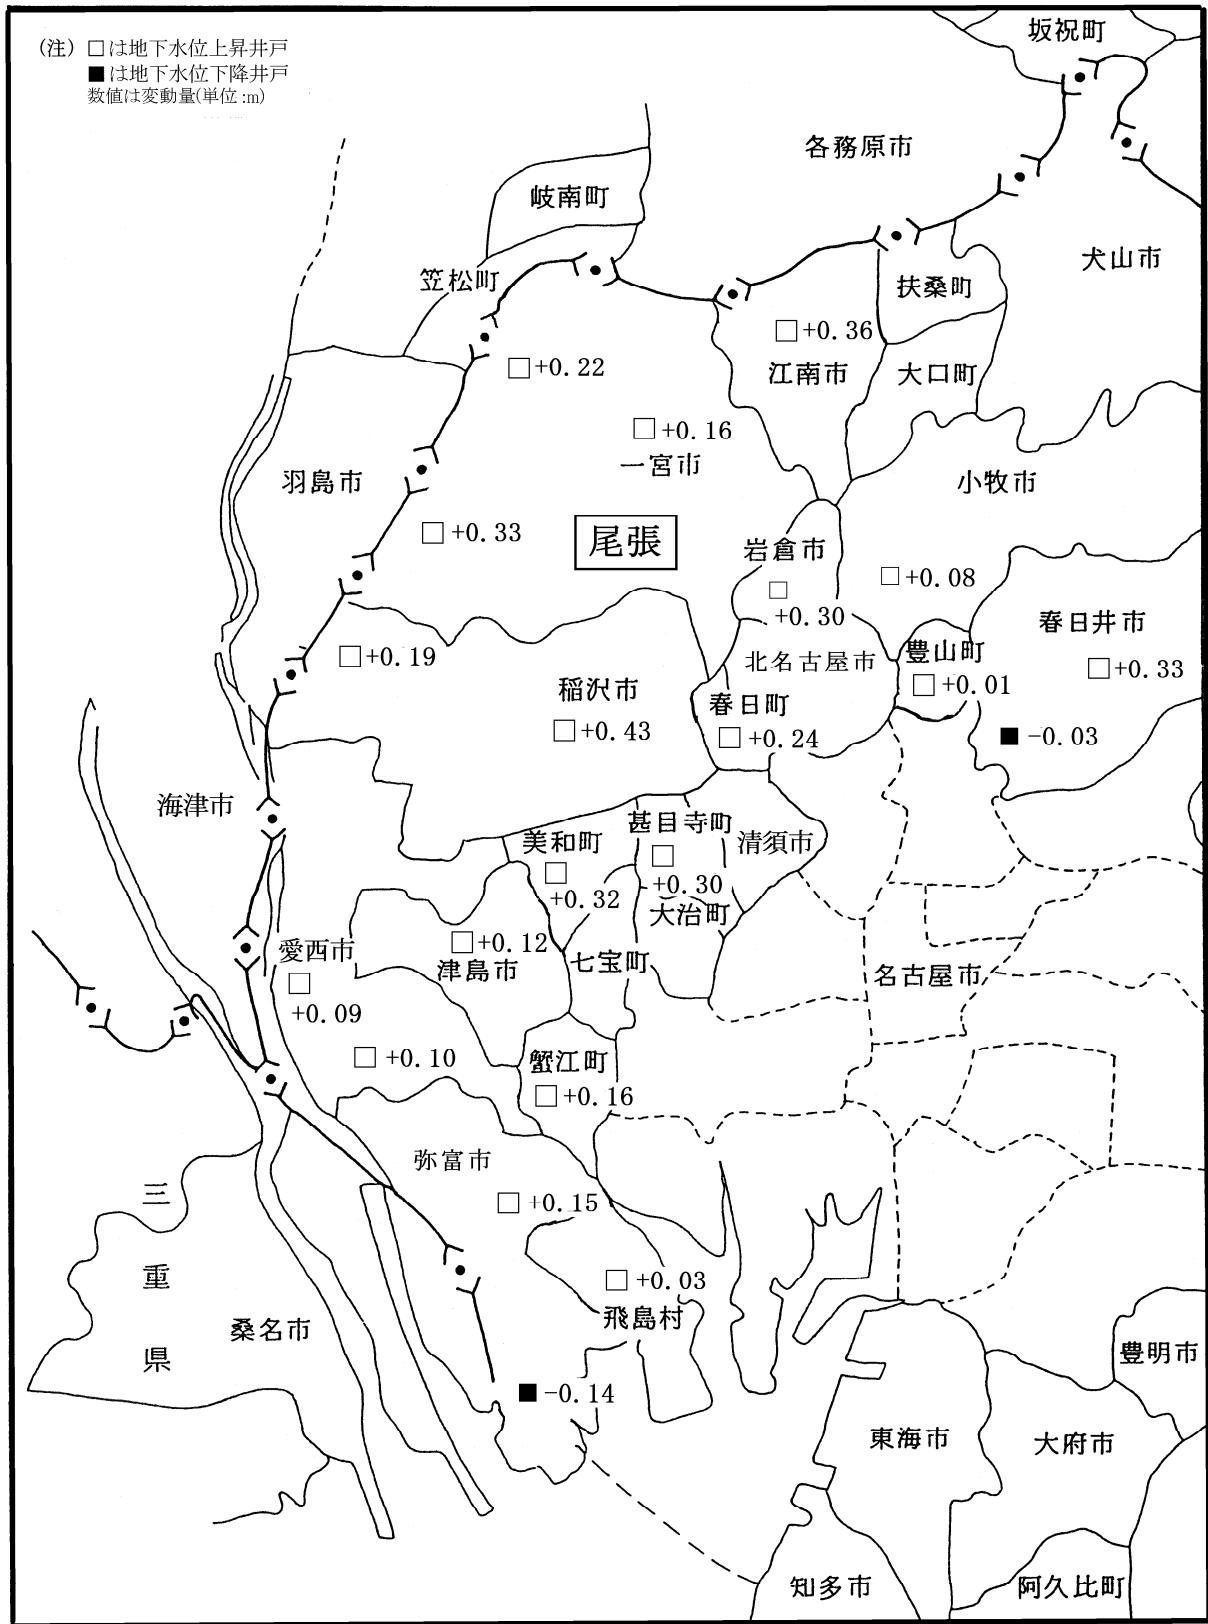 (注) □は地下水位上昇井戸
■は地下水位下降井戸
数値は変動量(単位:m)
坂祝町
各務原市
岐南町
犬山市
笠松町
扶桑町
□+0.36
□+0.22
江南市
大口町
□+0.16
一宮市
羽島市
小牧市
□+0.33
尾張
岩倉市
□
+0.30
□+0.08
春日井市
□+0.33
豊山町
□+0.01
北名古屋市
□+0.19
稲沢市
□+0.43
春日町
□+0.24
■ -0.03
海津市
美和町
□
+0.32
甚目寺町
□
+0.30
清須市
大治町
□+0.12
津島市
七宝町
愛西市
□
+0.09
名古屋市
□ +0.10
蟹江町
□+0.16
弥富市
□ +0.15
三重県
□ +0.03
飛島村
桑名市
■ -0.14
豊明市
東海市
大府市
知多市
阿久比町